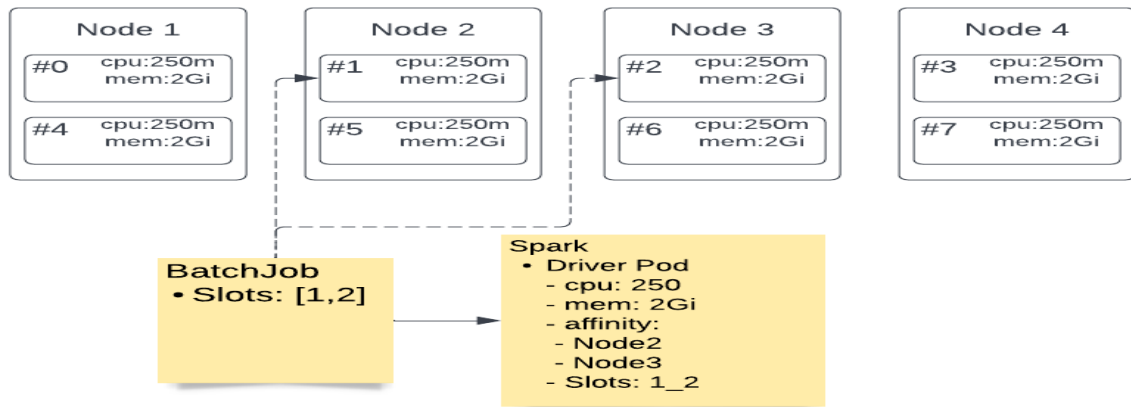 Node 1
#0 cpu:250m
mem:2Gi
#4 cpu:250m
mem:2Gi
Node 2
#1 cpu:250m
mem:2Gi
#5 cpu:250m
mem:2Gi
Node 3
#2 cpu:250m
mem:2Gi
#6 cpu:250m
mem:2Gi
Node 4
#3 cpu:250m
mem:2Gi
#7 cpu:250m
mem:2Gi
BatchJob
• Slots: [1,2]
Spark
• Driver Pod
- cpu: 250
- mem: 2Gi
- affinity:
- Node2
- Node3
- Slots: 1_2